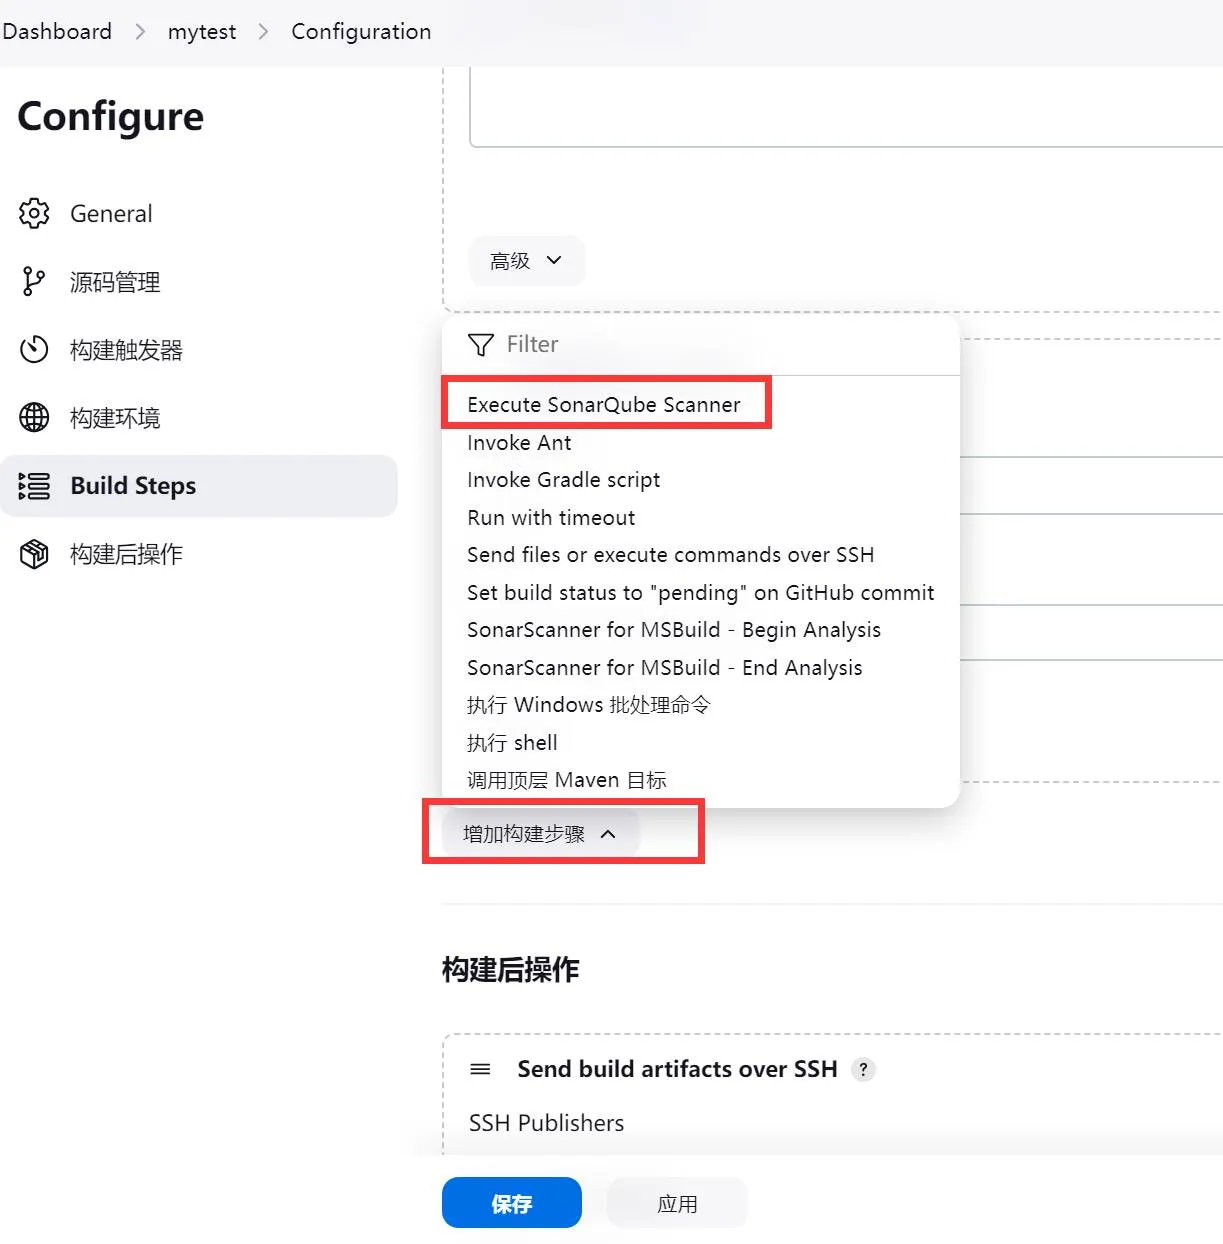 Dashboard > mytest > Configuration
Configure
General
源码管理
构建触发器
构建环境
Build Steps
构建后操作
高级
Filter
Execute SonarQube Scanner
Invoke Ant
Invoke Gradle script
Run with timeout
Send files or execute commands over SSH
Set build status to "pending" on GitHub commit
SonarScanner for MSBuild - Begin Analysis
SonarScanner for MSBuild - End Analysis
执行 Windows 批处理命令
执行 shell
调用顶层 Maven 目标
增加构建步骤
构建后操作
Send build artifacts over SSH ?
SSH Publishers
保存 应用